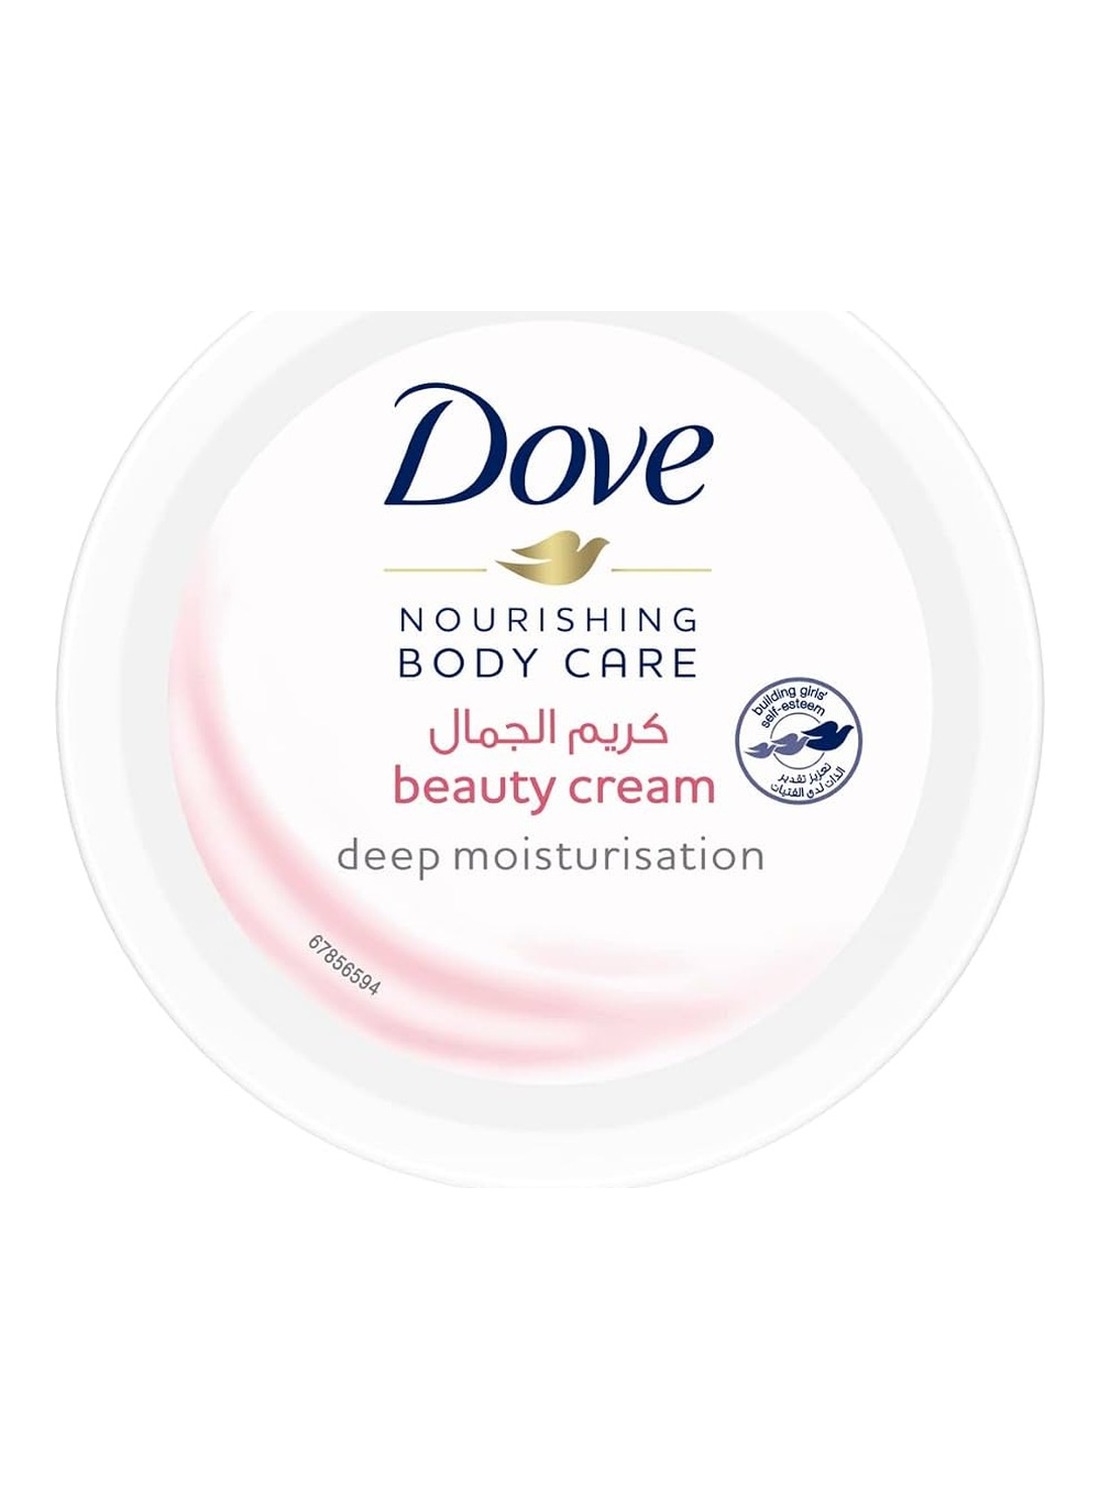 Dove
NOURISHING
BODY CARE
كريم الجمال
beauty cream
deep moisturisation
building girls'
self-esteem
تعزيز تقدير
الذات لدى الفتيات
67856594